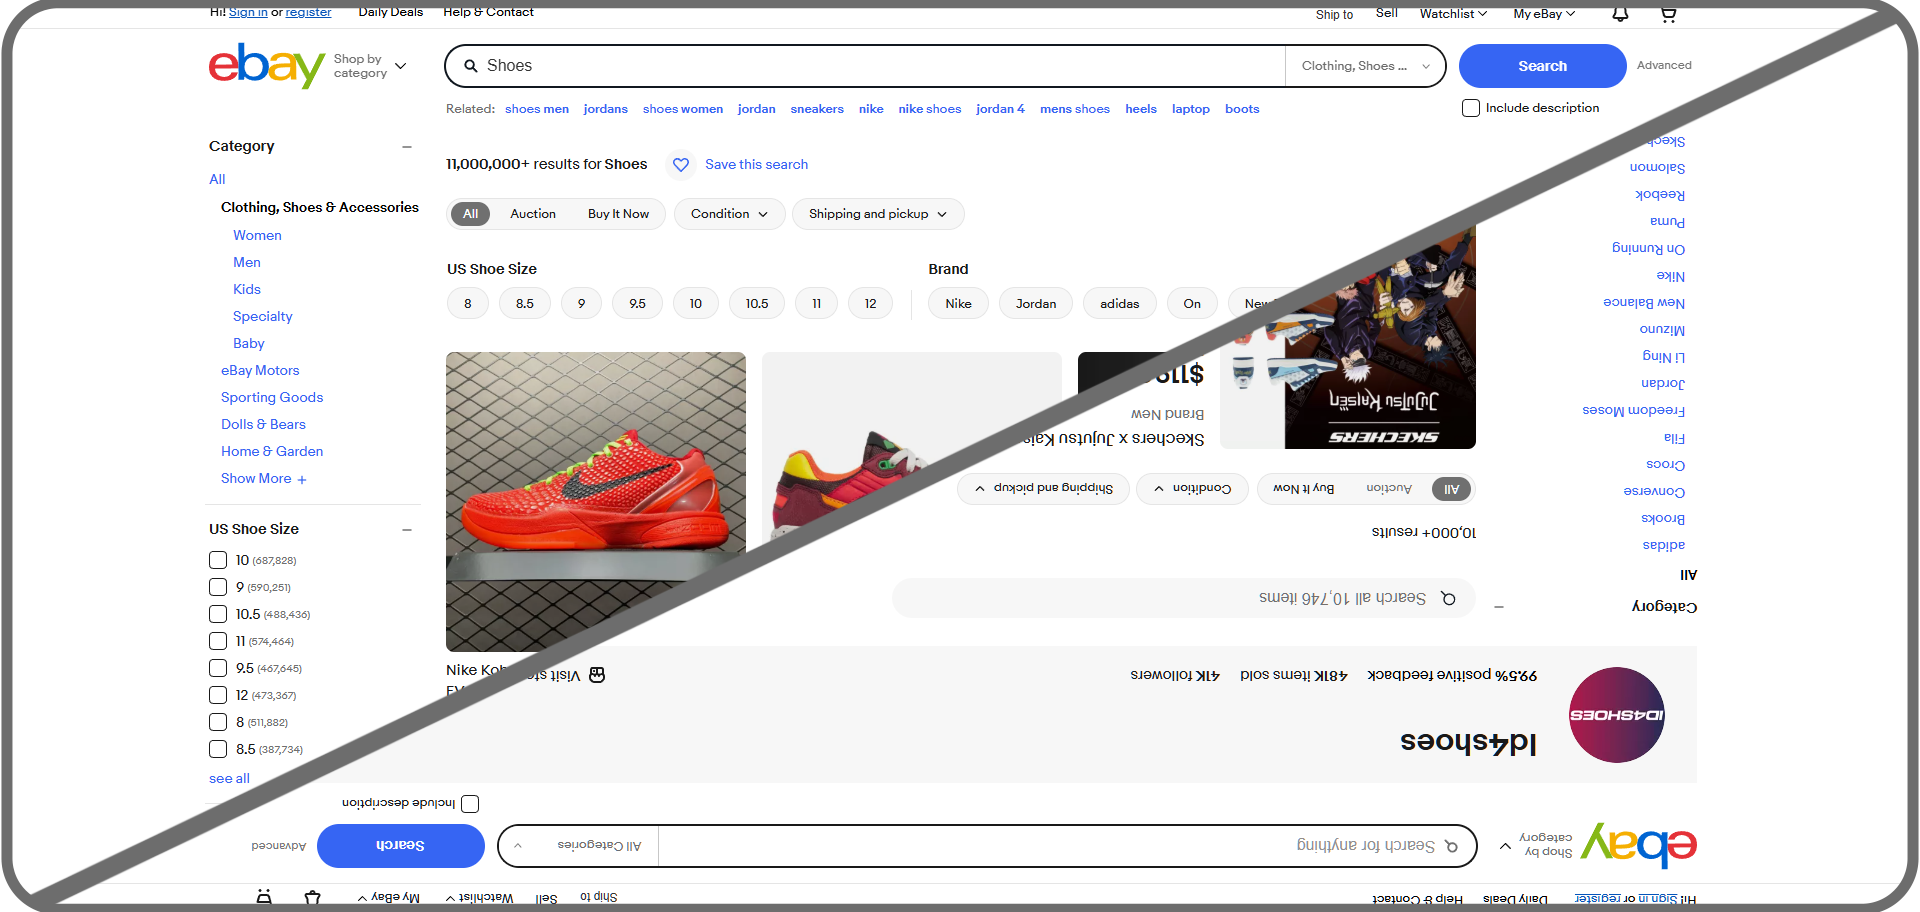 Hi! Sign in or register
Daily Deals
Help & Contact
Ship to
Sell
Watchlist
My eBay
ebay
Shop by
category
Shoes
Clothing, Shoes ...
Search
Advanced
Related: shoes men jordans shoes women jordan sneakers nike nike shoes jordan 4 mens shoes heels laptop boots
Include description
Category
All
Clothing, Shoes & Accessories
Women
Men
Kids
Specialty
Baby
eBay Motors
Sporting Goods
Dolls & Bears
Home & Garden
Show More
US Shoe Size
10 (687,828)
9 (590,251)
10.5 (488,436)
11 (574,464)
9.5 (467,645)
12 (473,367)
8 (511,882)
8.5 (387,734)
see all
11,000,000+ results for Shoes
Save this search
All
Auction
Buy It Now
Condition
Shipping and pickup
US Shoe Size
8 8.5 9 9.5 10 10.5 11 12
Brand
Nike Jordan adidas On New
Nike
Hi! Sign in or register
Daily Deals
Help & Contact
Ship to
Sell
Watchlist
My eBay
ebay
Shop by
category
Search for anything
All Categories
Search
Advanced
Include description
ID4SHOES
Id4shoes
99.5% positive feedback
481K items sold
41K followers
Visit
Category
All
adidas
Brooks
Converse
Crocs
Fila
Freedom Moses
Jordan
Li Ning
Mizuno
New Balance
Nike
On Running
Puma
Reebok
Salomon
Search all 10,746 items
10,000+ results
All
Auction
Buy It Now
Condition
Shipping and pickup
SKECHERS
JUJUTSU KAISEN
Skechers x Jujutsu
Brand New